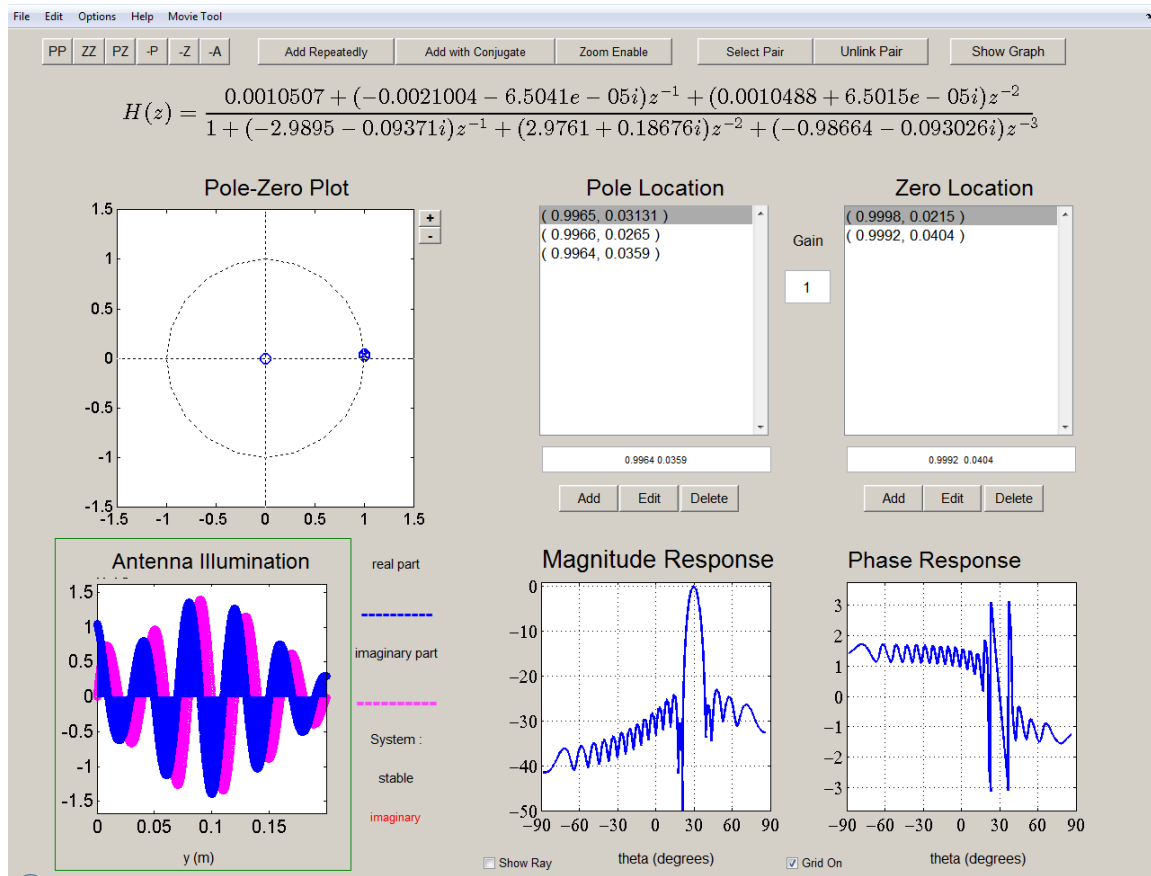 File Edit Options Help Movie Tool
PP ZZ PZ -P -Z -A Add Repeatedly Add with Conjugate Zoom Enable Select Pair Unlink Pair Show Graph
H(z) = 0.0010507 + (−0.0021004 − 6.5041e − 05i)z^{−1} + (0.0010488 + 6.5015e − 05i)z^{−2}
1 + (−2.9895 − 0.09371i)z^{−1} + (2.9761 + 0.18676i)z^{−2} + (−0.98664 − 0.093026i)z^{−3}
Pole-Zero Plot
1.5
1
0.5
0
-0.5
-1
-1.5
-1.5 -1 -0.5 0 0.5 1 1.5
+
-
Pole Location
( 0.9965, 0.03131 )
( 0.9966, 0.0265 )
( 0.9964, 0.0359 )
0.9964 0.0359
Add Edit Delete
Gain
1
Zero Location
( 0.9998, 0.0215 )
( 0.9992, 0.0404 )
0.9992 0.0404
Add Edit Delete
Antenna Illumination
1.5
1
0.5
0
-0.5
-1
-1.5
0 0.05 0.1 0.15
y (m)
real part
imaginary part
System :
stable
imaginary
Magnitude Response
0
−10
−20
−30
−40
−50
−90 −60 −30 0 30 60 90
Show Ray
theta (degrees)
Phase Response
3
2
1
0
−1
−2
−3
−90 −60 −30 0 30 60 90
Grid On
theta (degrees)